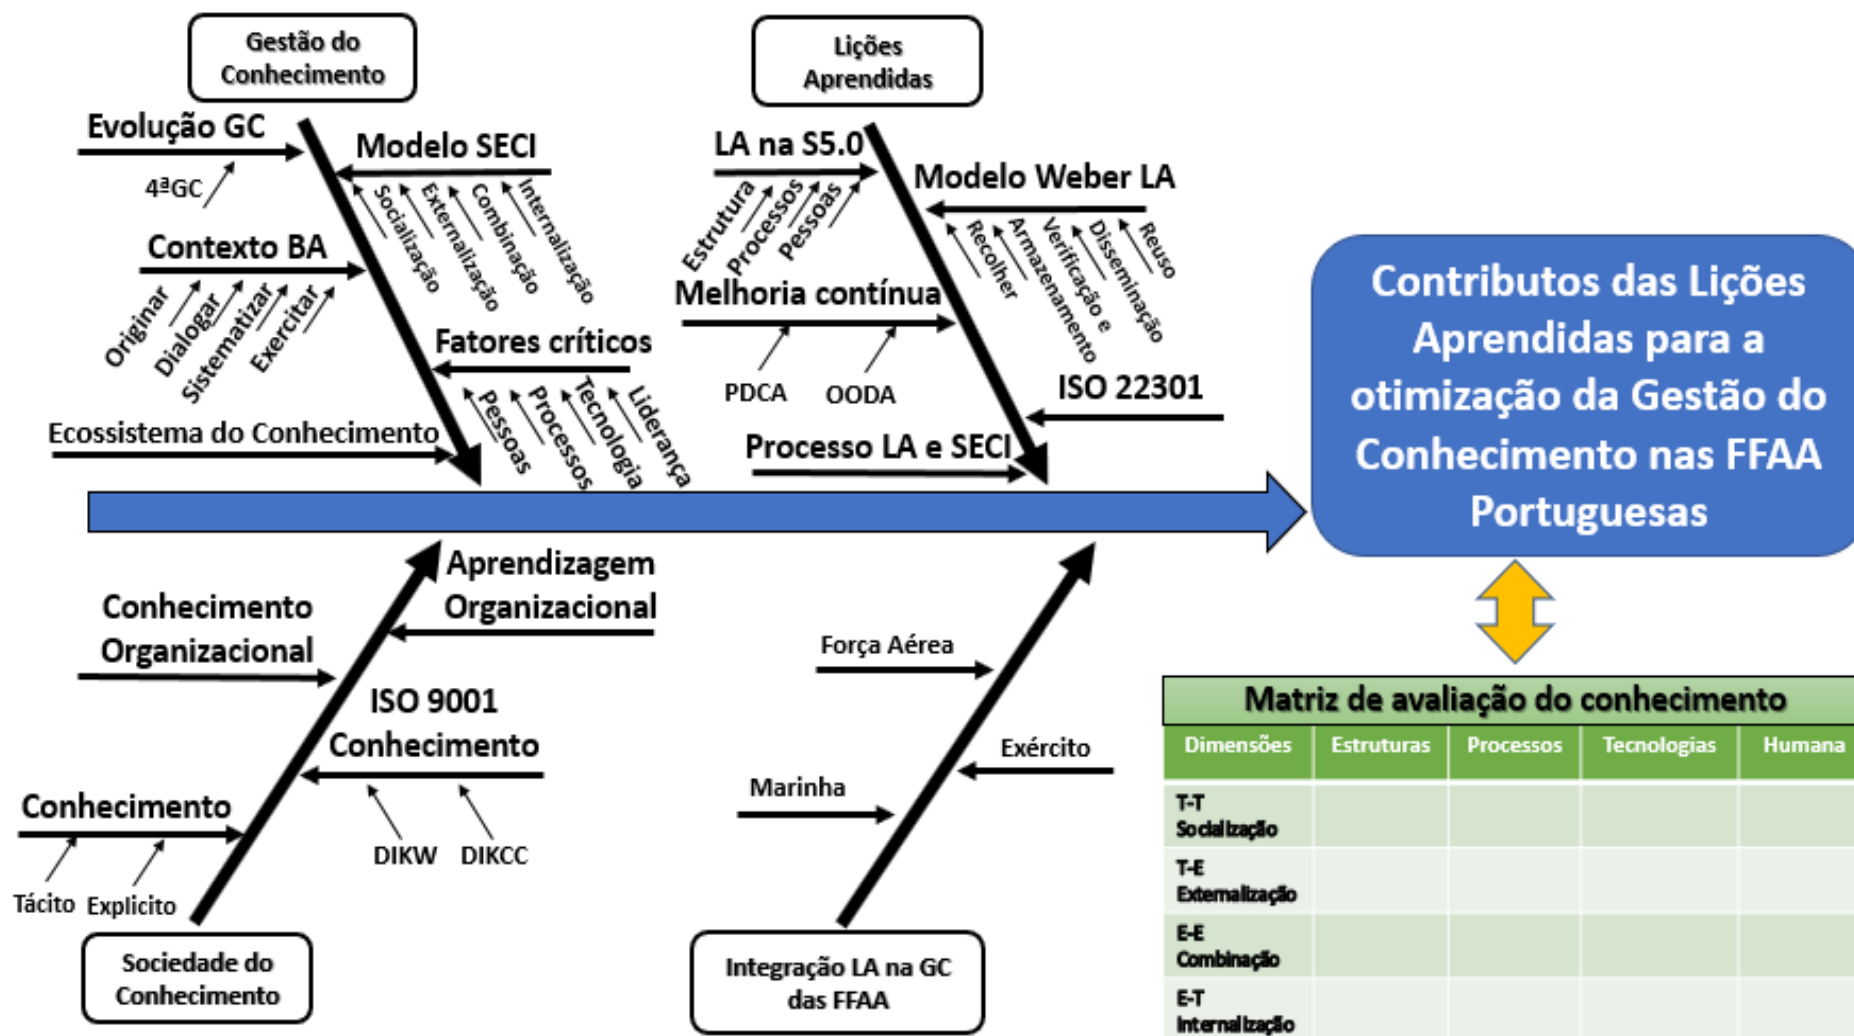 Gestão do
Conhecimento
Evolução GC
4ªGC
Modelo SECI
Socialização
Externalização
Combinação
Internalização
Contexto BA
Originar
Dialogar
Sistematizar
Exercitar
Fatores críticos
Pessoas
Processos
Tecnologia
Liderança
Ecossistema do Conhecimento
Lições
Aprendidas
LA na S5.0
Estrutura
Processos
Pessoas
Modelo Weber LA
Recolher
Armazenamento
Verificação e
Disseminação
Reuso
Melhoria contínua
PDCA
OODA
ISO 22301
Processo LA e SECI
Contributos das Lições
Aprendidas para a
otimização da Gestão do
Conhecimento nas FFAA
Portuguesas
Aprendizagem
Organizacional
Conhecimento
Organizacional
ISO 9001
Conhecimento
DIKW
DIKCC
Conhecimento
Tácito
Explicito
Sociedade do
Conhecimento
Força Aérea
Exército
Marinha
Integração LA na GC
das FFAA
Matriz de avaliação do conhecimento
Dimensões Estruturas Processos Tecnologias Humana
T-T
Socialização
T-E
Externalização
E-E
Combinação
E-T
Internalização